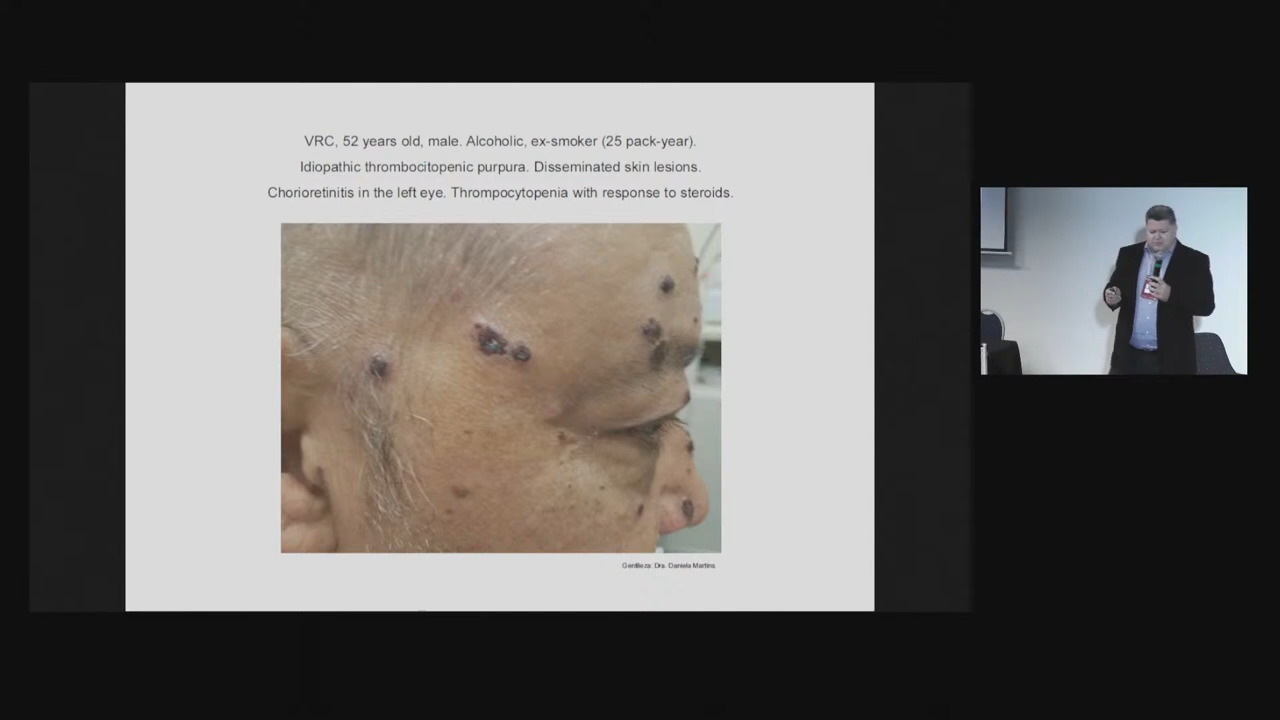 VRC, 52 years old, male. Alcoholic, ex-smoker (25 pack-year).
Idiopathic thrombocitopenic purpura. Disseminated skin lesions.
Chorioretinitis in the left eye. Thrompocytopenia with response to steroids.
Gentileza: Dra. Daniela Martins